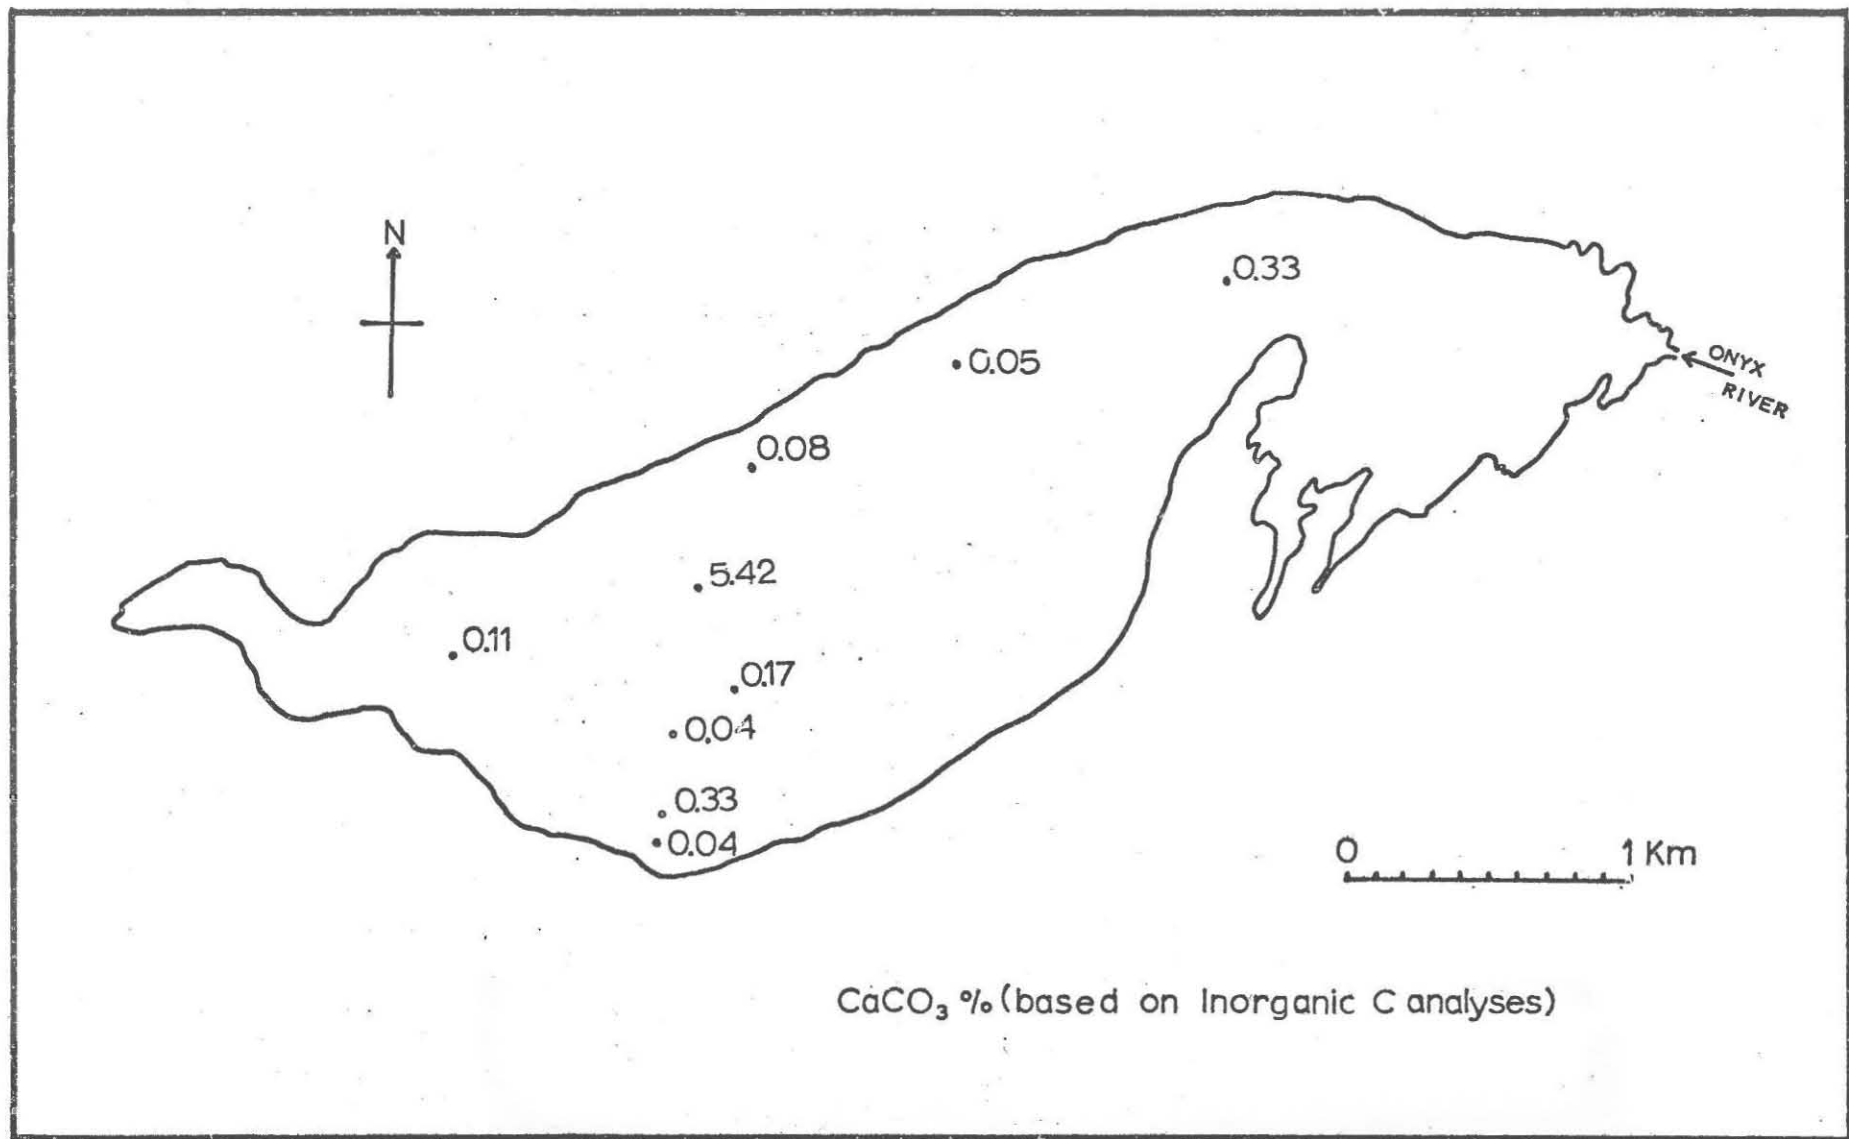 N
0.33
0.05
ONYX
RIVER
0.08
5.42
0.11
0.17
0.04
0.33
0.04
0 1 Km
CaCO₃ % (based on Inorganic C analyses)